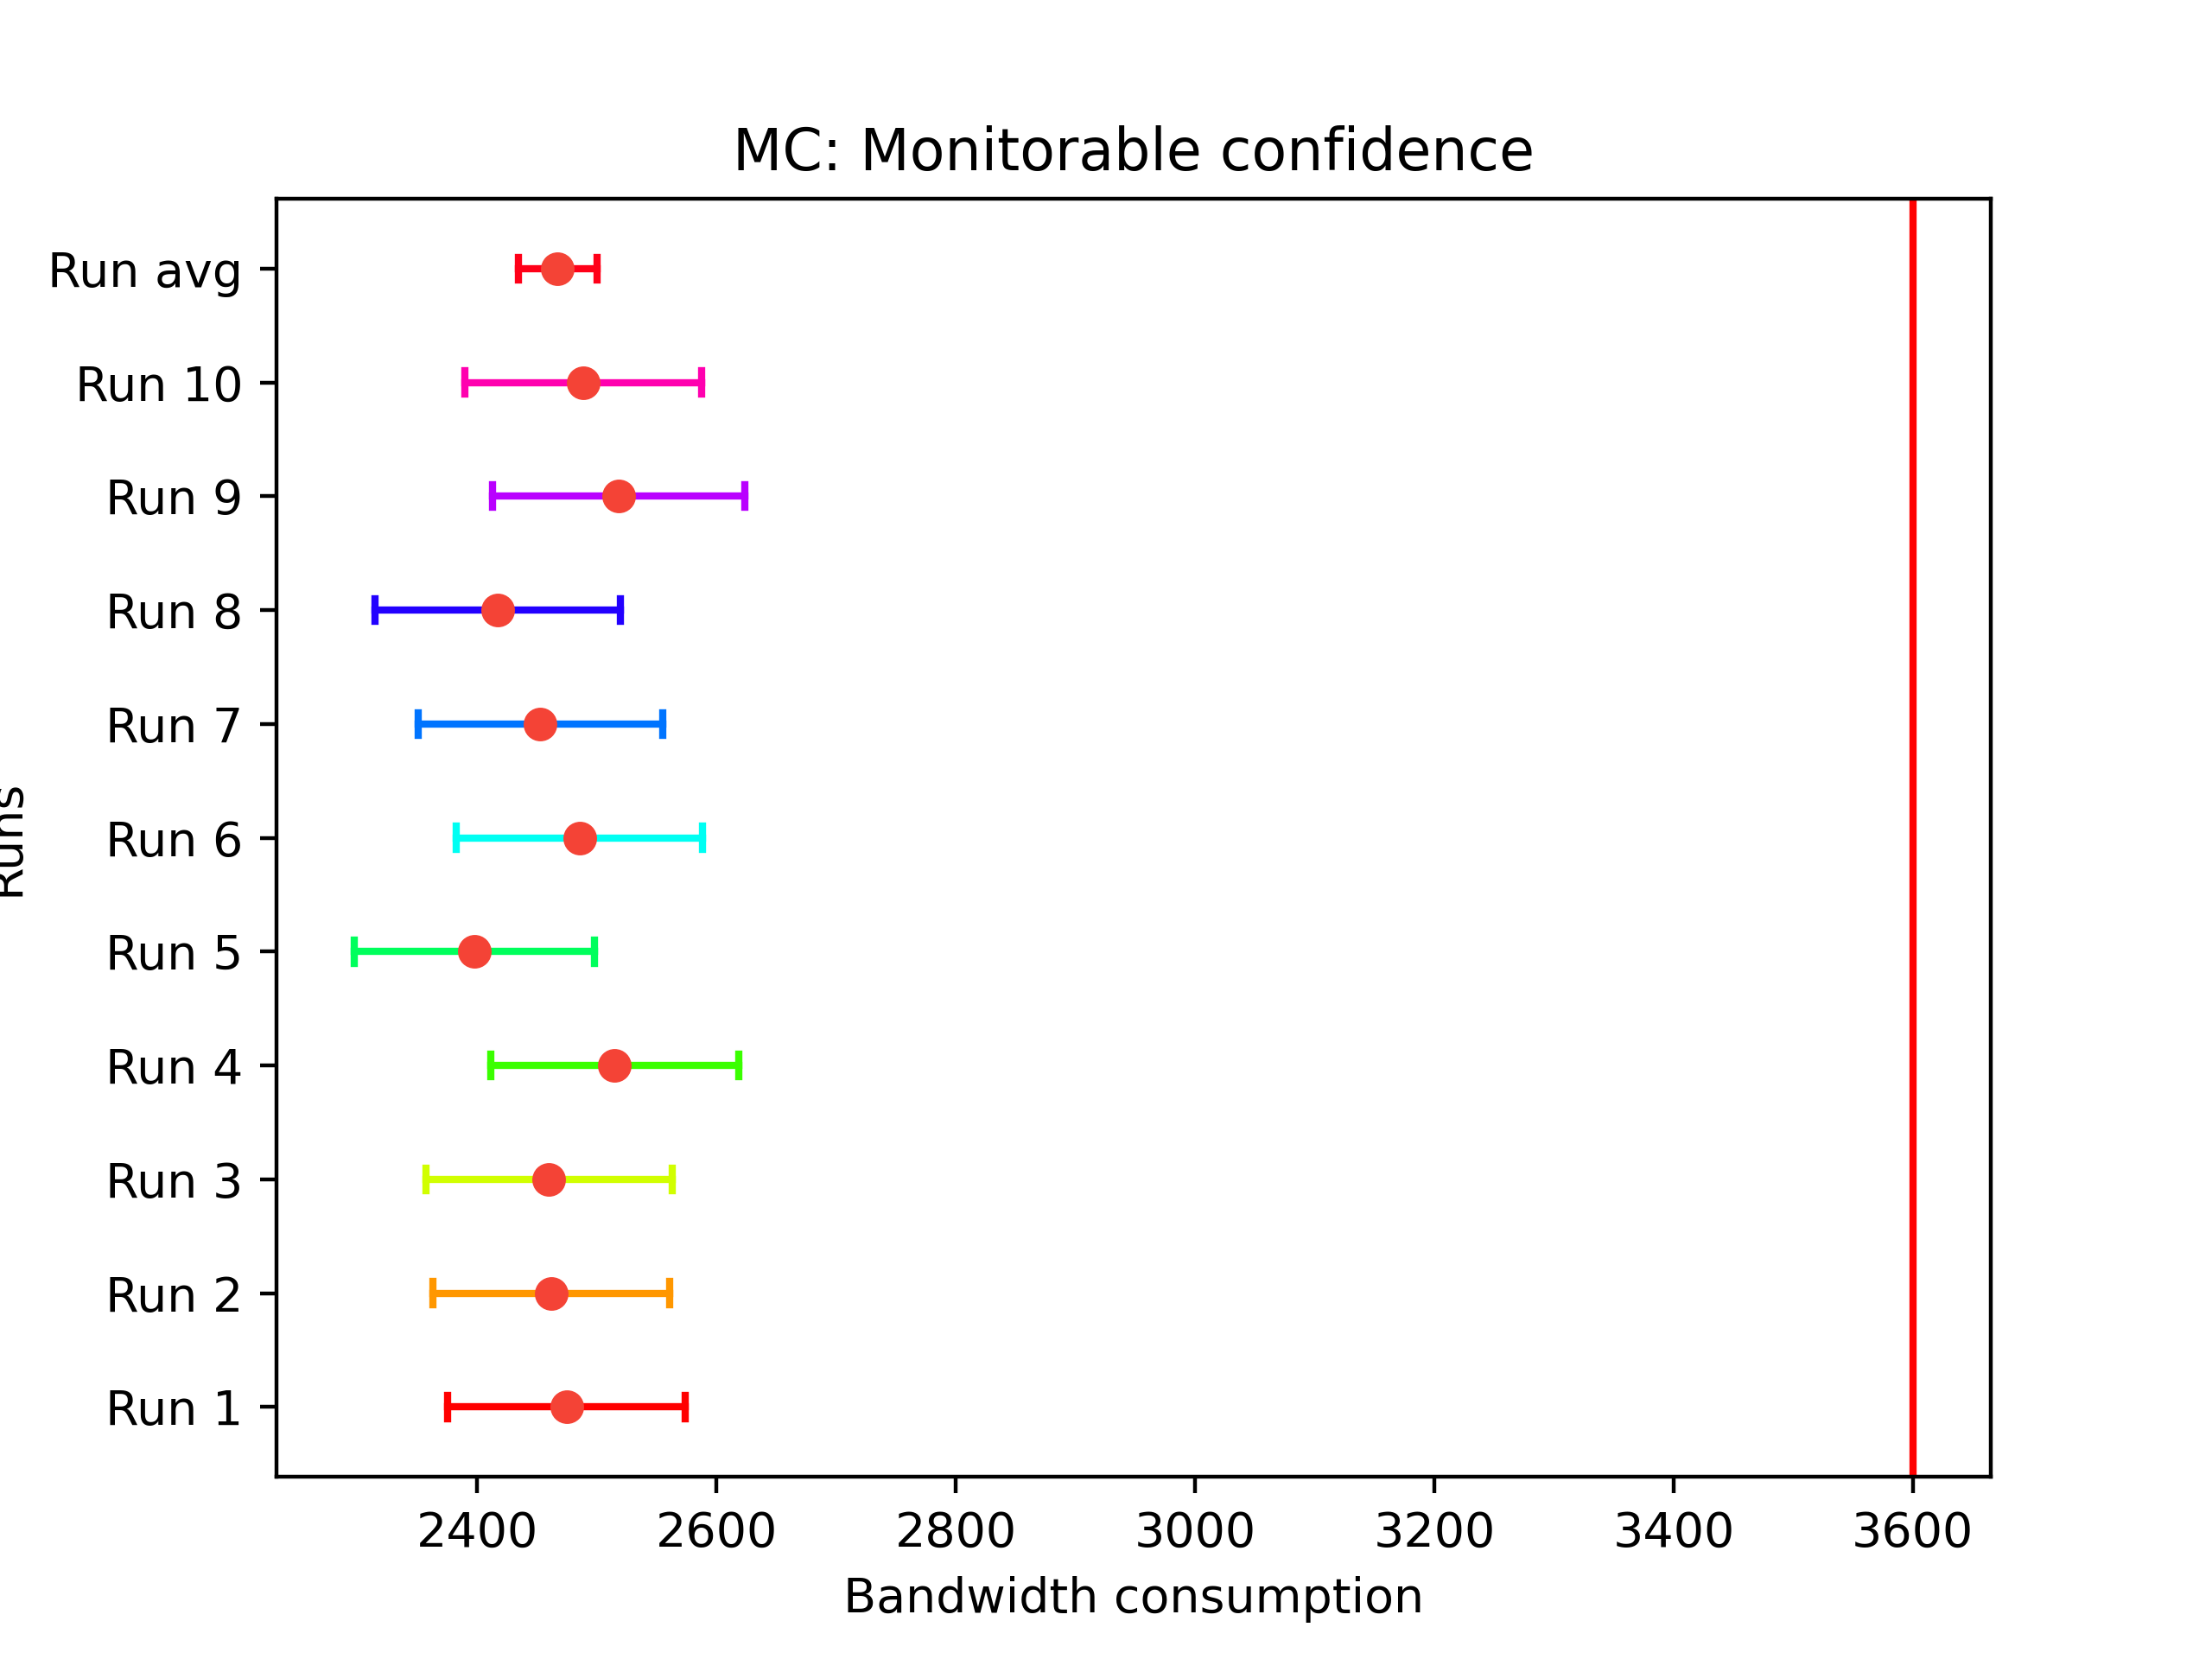 MC: Monitorable confidence
Run avg
Run 10
Run 9
Run 8
Run 7
Run 6
Run 5
Run 4
Run 3
Run 2
Run 1
Runs
2400 2600 2800 3000 3200 3400 3600
Bandwidth consumption